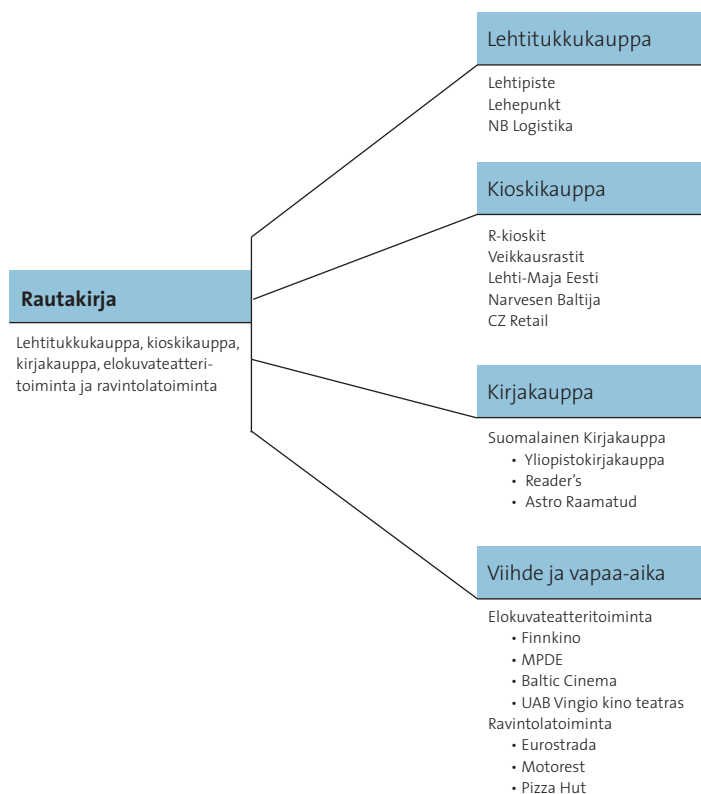 Rautakirja
Lehtitukkukauppa, kioskikauppa,
kirjakauppa, elokuvateatteri-
toiminta ja ravintolatoiminta
Lehtitukkukauppa
Lehtipiste
Lehepunkt
NB Logistika
Kioskikauppa
R-kioskit
Veikkausrastit
Lehti-Maja Eesti
Narvesen Baltija
CZ Retail
Kirjakauppa
Suomalainen Kirjakauppa
• Yliopistokirjakauppa
• Reader’s
• Astro Raamatud
Viihde ja vapaa-aika
Elokuvateatteritoiminta
• Finnkino
• MPDE
• Baltic Cinema
• UAB Vingio kino teatras
Ravintolatoiminta
• Eurostrada
• Motorest
• Pizza Hut